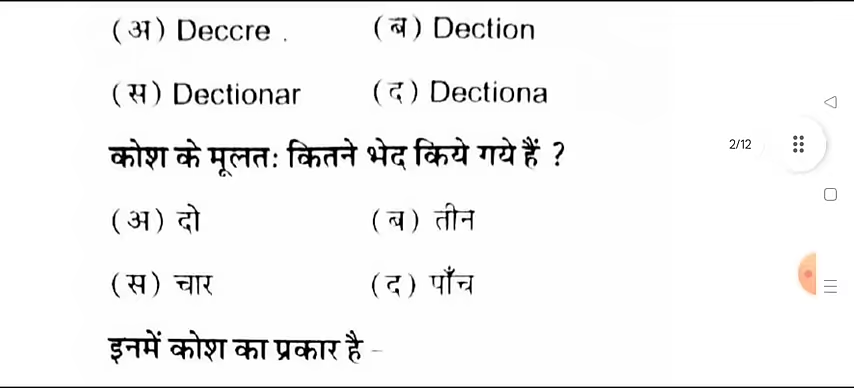 (अ) Deccre . (ब) Dection
(स) Dectionar (द) Dectiona
कोश के मूलतः कितने भेद किये गये हैं ?
2/12
(अ) दो (ब) तीन
(स) चार (द) पाँच
इनमें कोश का प्रकार है –